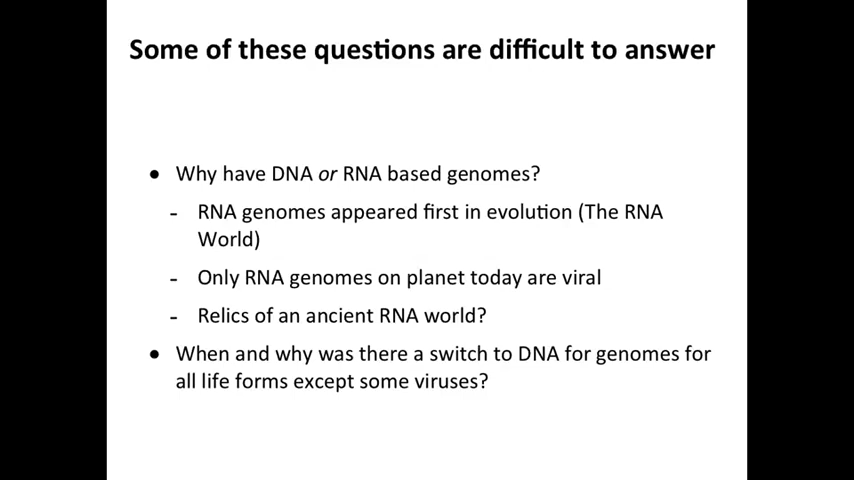 Some of these questions are difficult to answer
● Why have DNA or RNA based genomes?
- RNA genomes appeared first in evolution (The RNA
World)
- Only RNA genomes on planet today are viral
- Relics of an ancient RNA world?
● When and why was there a switch to DNA for genomes for
all life forms except some viruses?